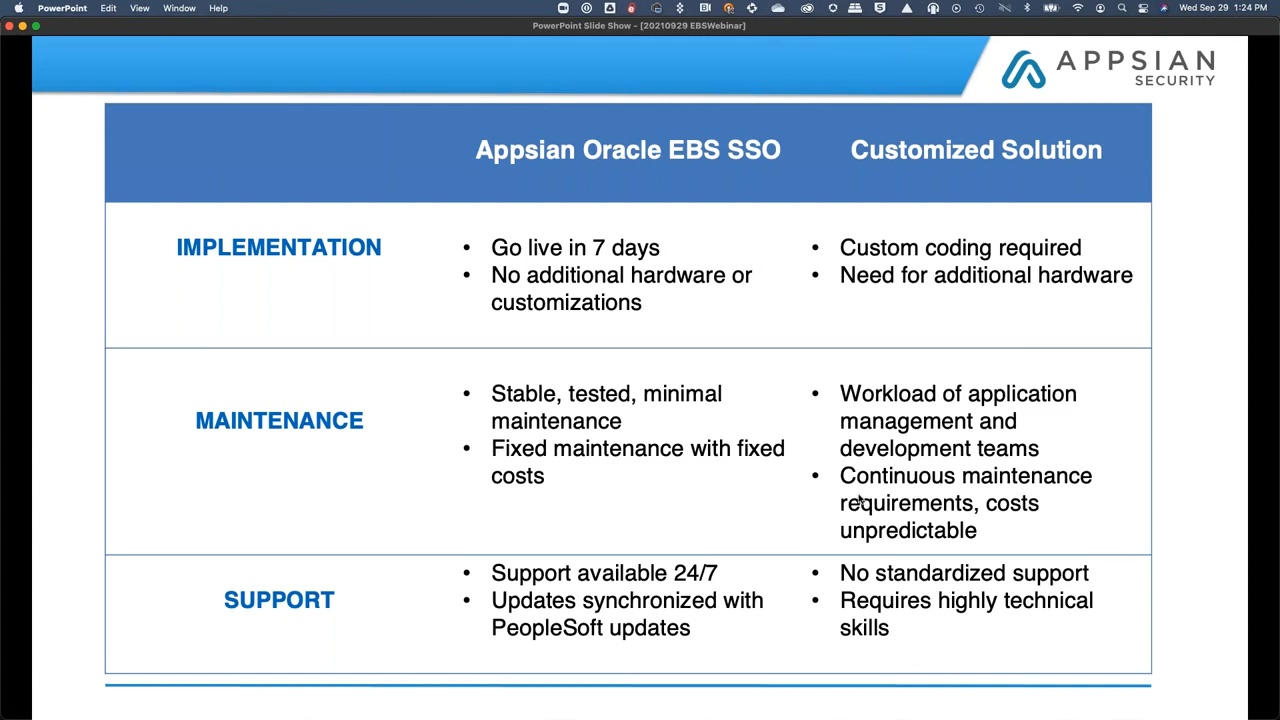 PowerPoint Edit View Window Help Wed Sep 29 1:24 PM
PowerPoint Slide Show - [20210929 EBSWebinar]
APPSIAN
SECURITY
Appsian Oracle EBS SSO Customized Solution
IMPLEMENTATION
• Go live in 7 days
• No additional hardware or
customizations
• Custom coding required
• Need for additional hardware
MAINTENANCE
• Stable, tested, minimal
maintenance
• Fixed maintenance with fixed
costs
• Workload of application
management and
development teams
• Continuous maintenance
requirements, costs
unpredictable
SUPPORT
• Support available 24/7
• Updates synchronized with
PeopleSoft updates
• No standardized support
• Requires highly technical
skills